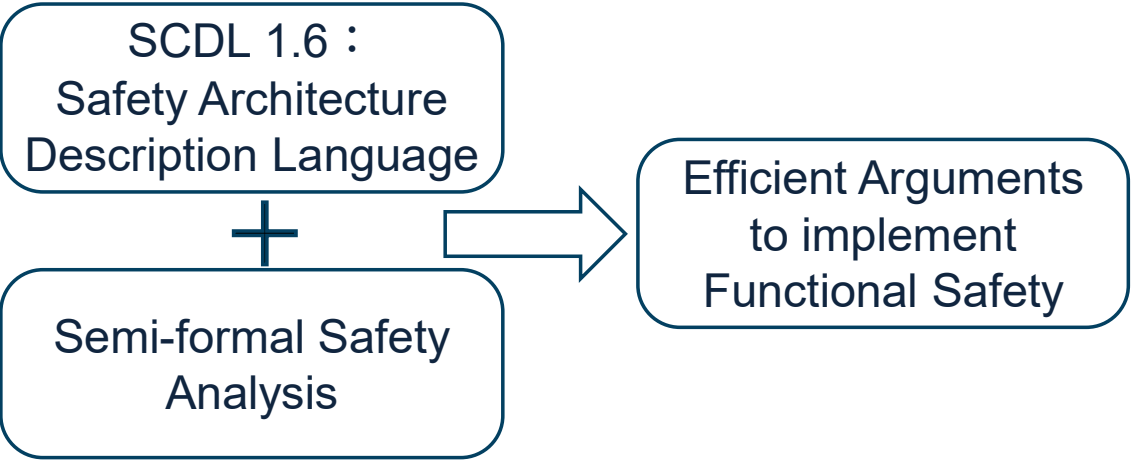 SCDL 1.6：
Safety Architecture
Description Language
+
Semi-formal Safety
Analysis
Efficient Arguments
to implement
Functional Safety